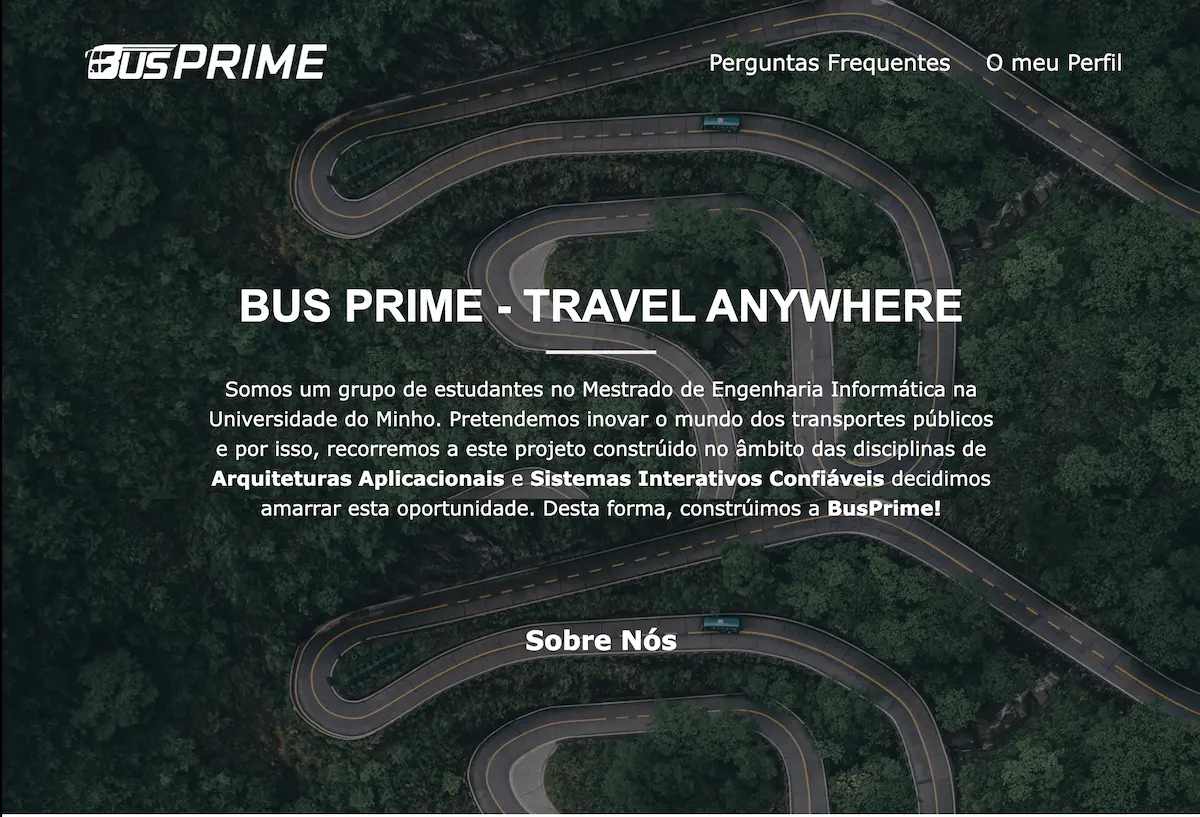 BUSPRIME
Perguntas Frequentes
O meu Perfil
BUS PRIME - TRAVEL ANYWHERE
Somos um grupo de estudantes no Mestrado de Engenharia Informática na
Universidade do Minho. Pretendemos inovar o mundo dos transportes públicos
e por isso, recorremos a este projeto constrúido no âmbito das disciplinas de
Arquiteturas Aplicacionais e Sistemas Interativos Confiáveis decidimos
amarrar esta oportunidade. Desta forma, constrúimos a BusPrime!
Sobre Nós